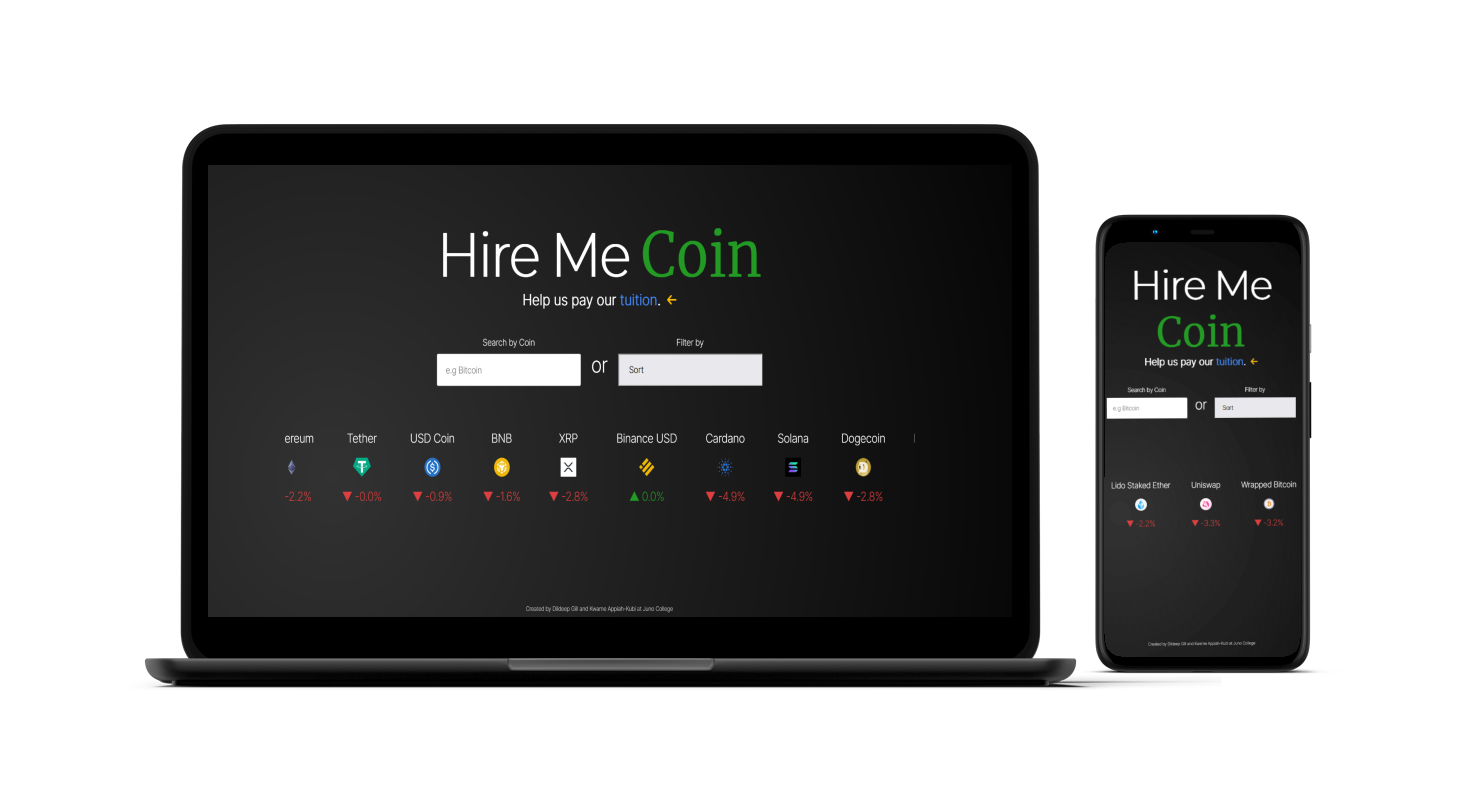 Hire Me Coin
Help us pay our tuition. ←
Search by Coin
Filter by
e.g Bitcoin
or
Sort
ereum
Tether
USD Coin
BNB
XRP
Binance USD
Cardano
Solana
Dogecoin
-2.2%
▼ -0.0%
▼ -0.9%
▼ -1.6%
▼ -2.8%
▲ 0.0%
▼ -4.9%
▼ -4.9%
▼ -2.8%
Created by Dildeep Gill and Kwame Appiah-Kubi at Juno College
Hire Me
Coin
Help us pay our tuition. ←
Search by Coin
Filter by
e.g Bitcoin
or
Sort
Lido Staked Ether
Uniswap
Wrapped Bitcoin
▼ -2.2%
▼ -3.3%
▼ -3.2%
Created by Dildeep Gill and Kwame Appiah-Kubi at Juno College